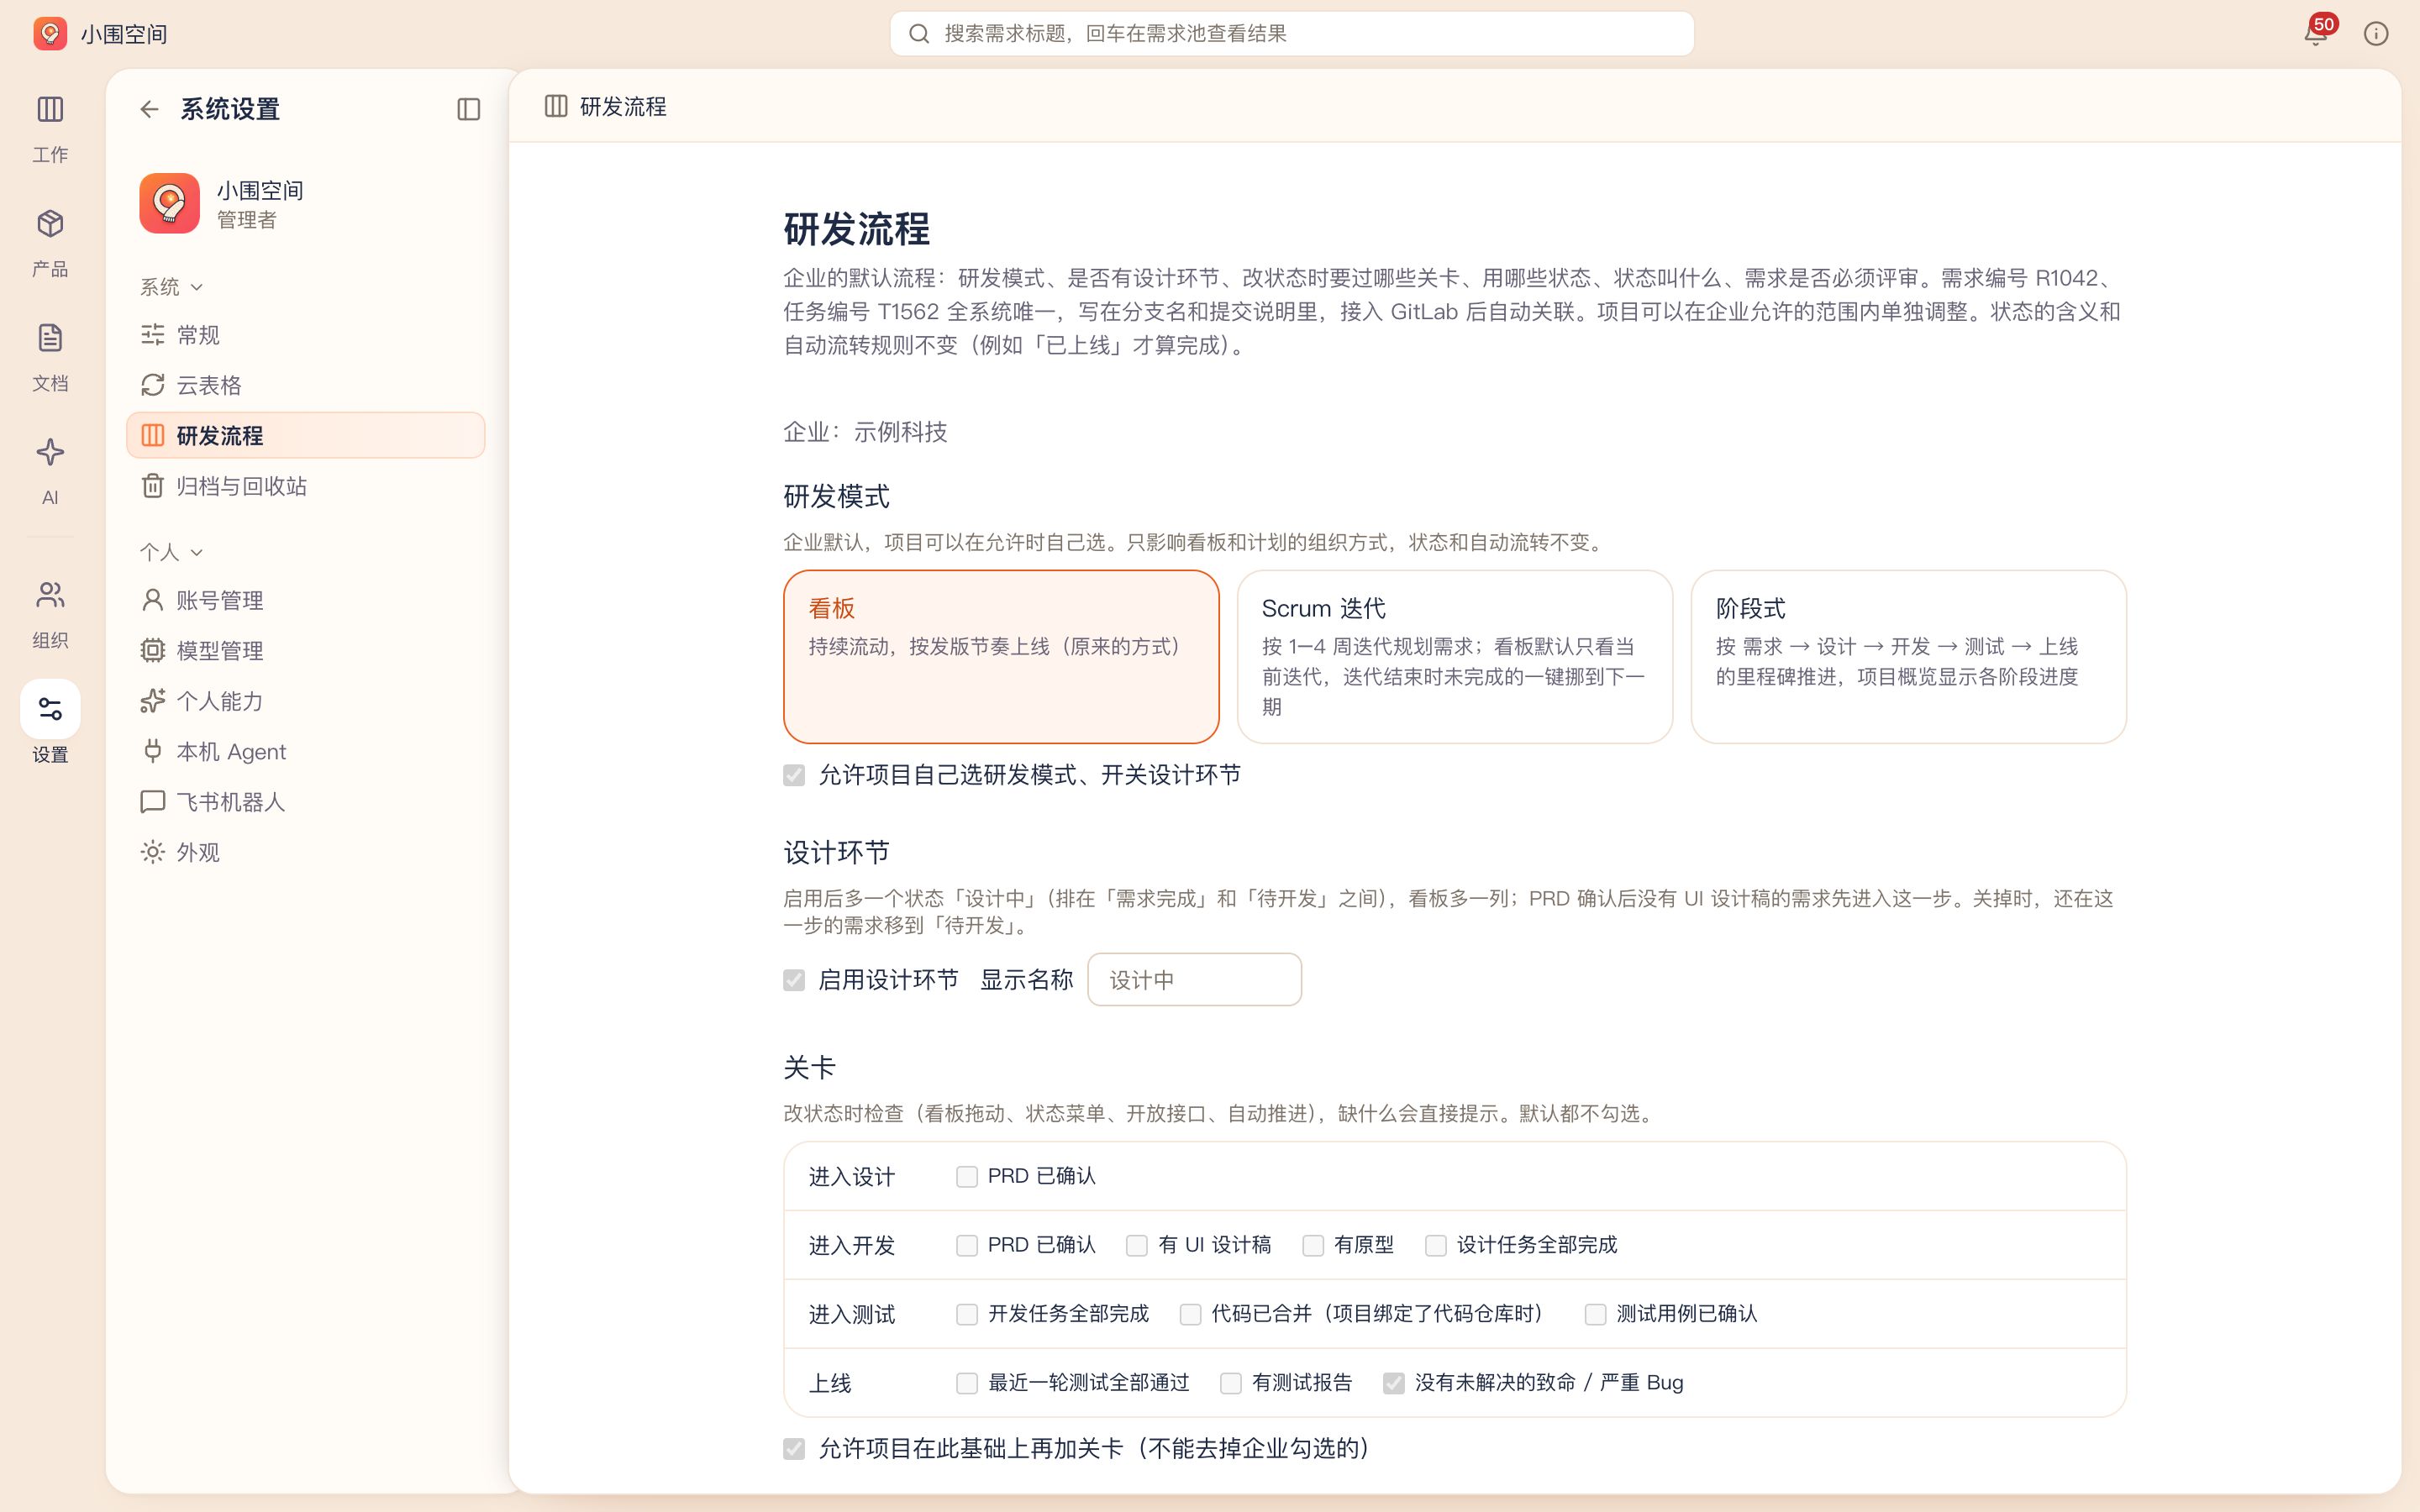 小围空间
搜索需求标题，回车在需求池查看结果
50
工作
产品
文档
AI
组织
设置
系统设置
小围空间
管理者
系统
常规
云表格
研发流程
归档与回收站
个人
账号管理
模型管理
个人能力
本机 Agent
飞书机器人
外观
研发流程
研发流程
企业的默认流程：研发模式、是否有设计环节、改状态时要过哪些关卡、用哪些状态、状态叫什么、需求是否必须评审。需求编号 R1042、
任务编号 T1562 全系统唯一，写在分支名和提交说明里，接入 GitLab 后自动关联。项目可以在企业允许的范围内单独调整。状态的含义和
自动流转规则不变（例如「已上线」才算完成）。
企业：示例科技
研发模式
企业默认，项目可以在允许时自己选。只影响看板和计划的组织方式，状态和自动流转不变。
看板
持续流动，按发版节奏上线（原来的方式）
Scrum 迭代
按 1–4 周迭代规划需求；看板默认只看当
前迭代，迭代结束时未完成的一键挪到下一
期
阶段式
按 需求 → 设计 → 开发 → 测试 → 上线
的里程碑推进，项目概览显示各阶段进度
允许项目自己选研发模式、开关设计环节
设计环节
启用后多一个状态「设计中」（排在「需求完成」和「待开发」之间），看板多一列；PRD 确认后没有 UI 设计稿的需求先进入这一步。关掉时，还在这
一步的需求移到「待开发」。
启用设计环节 显示名称 设计中
关卡
改状态时检查（看板拖动、状态菜单、开放接口、自动推进），缺什么会直接提示。默认都不勾选。
进入设计 PRD 已确认
进入开发 PRD 已确认 有 UI 设计稿 有原型 设计任务全部完成
进入测试 开发任务全部完成 代码已合并（项目绑定了代码仓库时） 测试用例已确认
上线 最近一轮测试全部通过 有测试报告 没有未解决的致命 / 严重 Bug
允许项目在此基础上再加关卡（不能去掉企业勾选的）